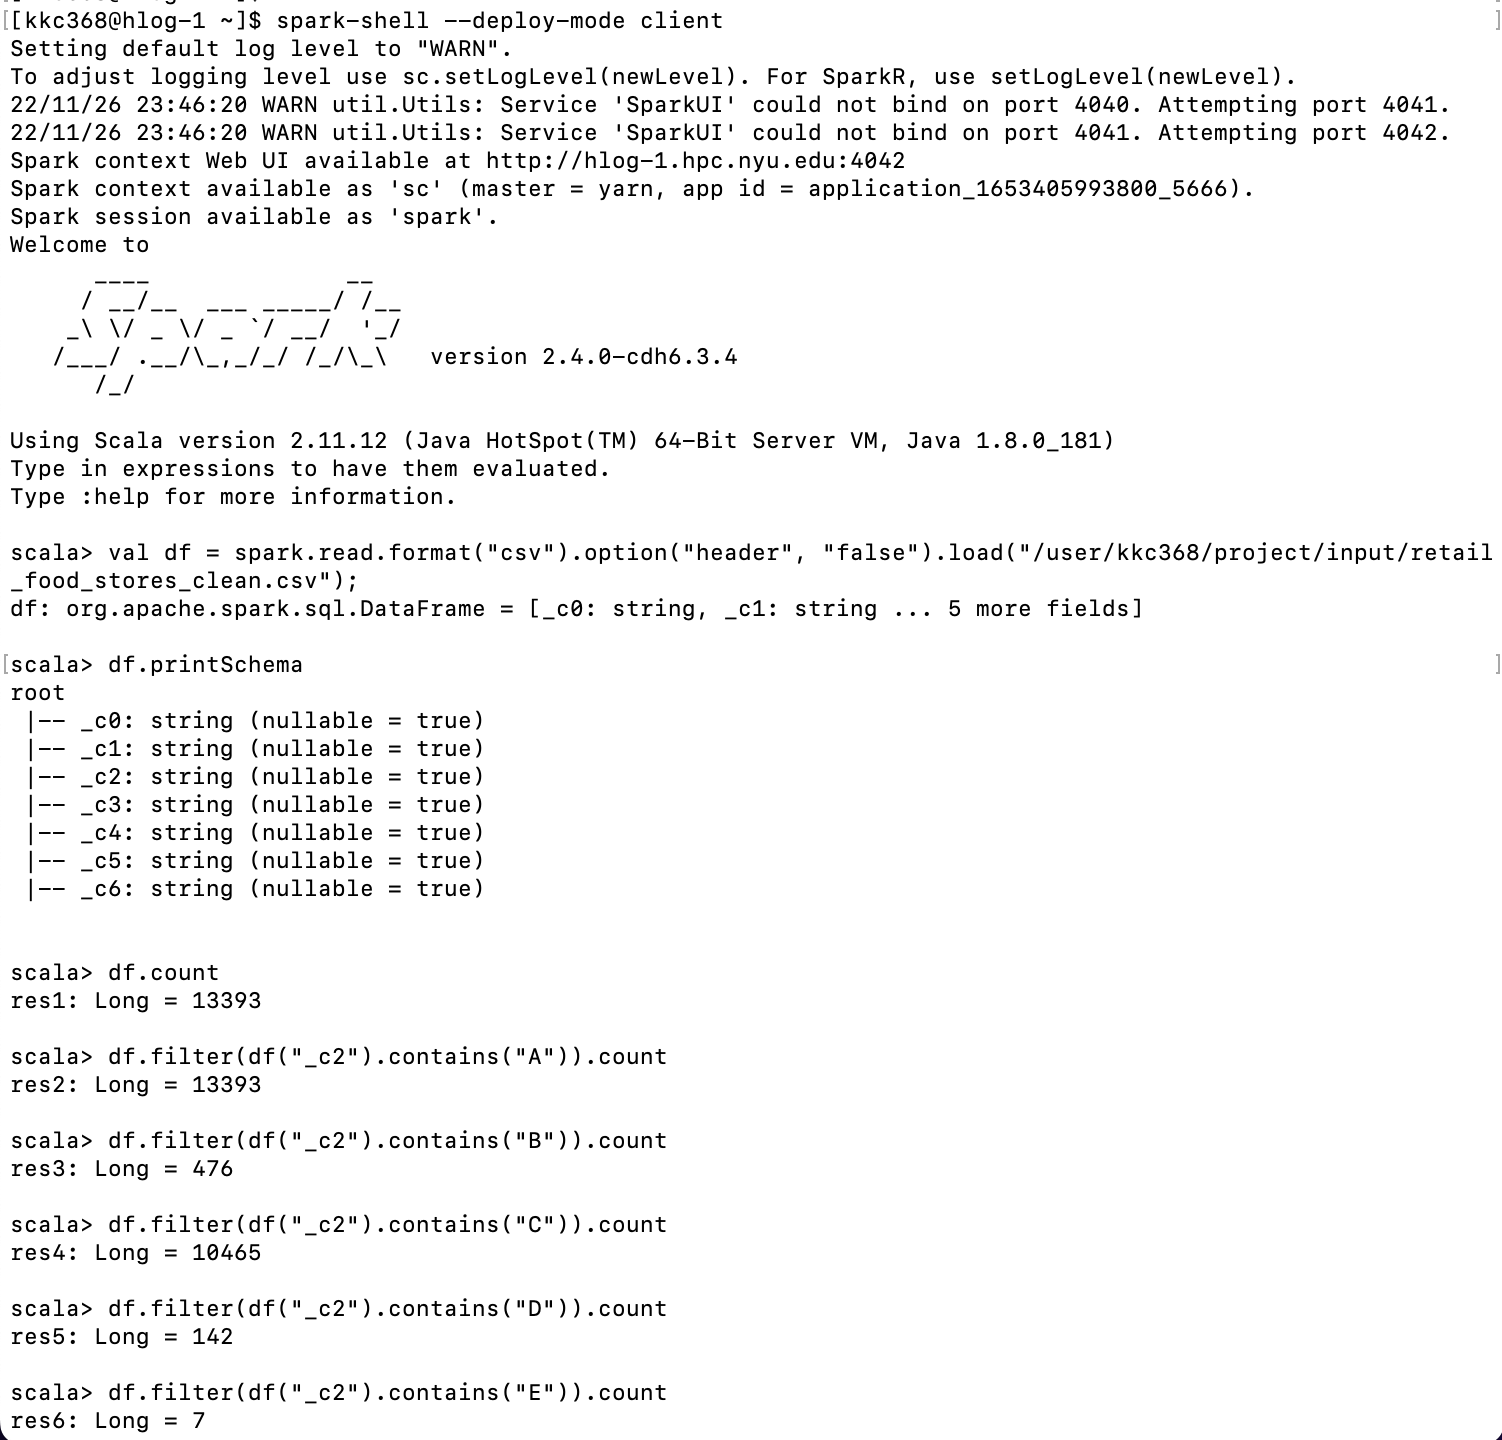 [[kkc368@hlog-1 ~]$ spark-shell --deploy-mode client ]
Setting default log level to "WARN".
To adjust logging level use sc.setLogLevel(newLevel). For SparkR, use setLogLevel(newLevel).
22/11/26 23:46:20 WARN util.Utils: Service 'SparkUI' could not bind on port 4040. Attempting port 4041.
22/11/26 23:46:20 WARN util.Utils: Service 'SparkUI' could not bind on port 4041. Attempting port 4042.
Spark context Web UI available at http://hlog-1.hpc.nyu.edu:4042
Spark context available as 'sc' (master = yarn, app id = application_1653405993800_5666).
Spark session available as 'spark'.
Welcome to
      ____              __
     / __/__  ___ _____/ /__
    _\ \/ _ \/ _ `/ __/  '_/
   /___/ .__/\_,_/_/ /_/\_\   version 2.4.0-cdh6.3.4
      /_/
Using Scala version 2.11.12 (Java HotSpot(TM) 64-Bit Server VM, Java 1.8.0_181)
Type in expressions to have them evaluated.
Type :help for more information.
scala> val df = spark.read.format("csv").option("header", "false").load("/user/kkc368/project/input/retail
_food_stores_clean.csv");
df: org.apache.spark.sql.DataFrame = [_c0: string, _c1: string ... 5 more fields]
[scala> df.printSchema ]
root
 |-- _c0: string (nullable = true)
 |-- _c1: string (nullable = true)
 |-- _c2: string (nullable = true)
 |-- _c3: string (nullable = true)
 |-- _c4: string (nullable = true)
 |-- _c5: string (nullable = true)
 |-- _c6: string (nullable = true)
scala> df.count
res1: Long = 13393
scala> df.filter(df("_c2").contains("A")).count
res2: Long = 13393
scala> df.filter(df("_c2").contains("B")).count
res3: Long = 476
scala> df.filter(df("_c2").contains("C")).count
res4: Long = 10465
scala> df.filter(df("_c2").contains("D")).count
res5: Long = 142
scala> df.filter(df("_c2").contains("E")).count
res6: Long = 7